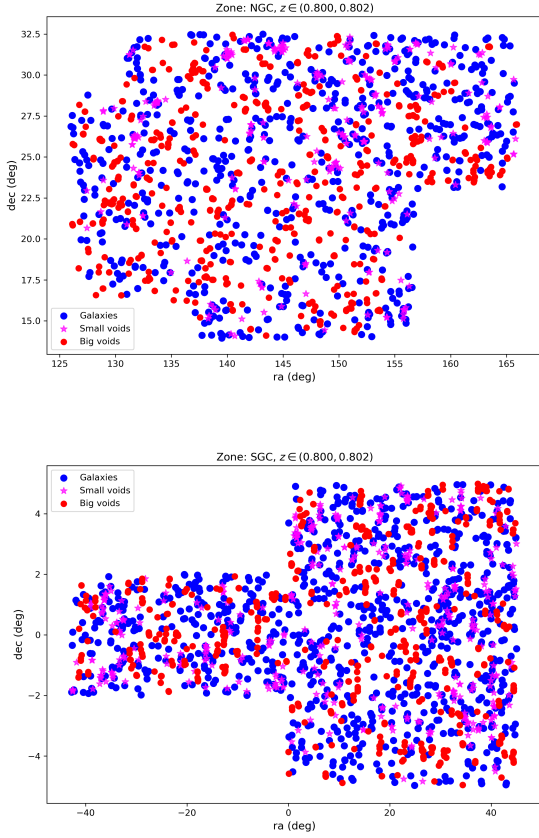 Zone: NGC, z ∈ (0.800, 0.802)
32.5
30.0
27.5
25.0
22.5
20.0
17.5
15.0
dec (deg)
Galaxies
Small voids
Big voids
125 130 135 140 145 150 155 160 165
ra (deg)
Zone: SGC, z ∈ (0.800, 0.802)
Galaxies
Small voids
Big voids
4
2
0
−2
−4
dec (deg)
−40 −20 0 20 40
ra (deg)